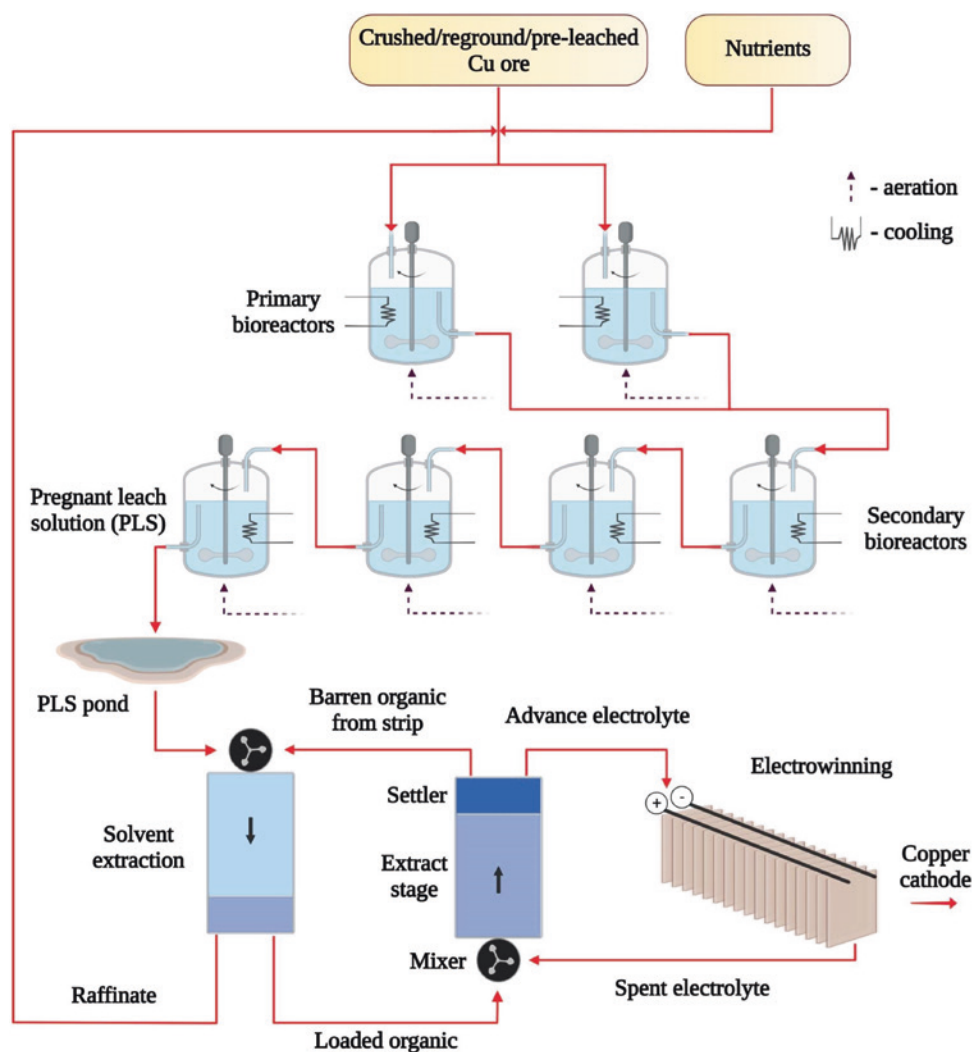 Crushed/reground/pre-leached
Cu ore
Nutrients
- aeration
- cooling
Primary
bioreactors
Pregnant leach
solution (PLS)
Secondary
bioreactors
PLS pond
Barren organic
from strip
Advance electrolyte
Electrowinning
Settler
+
-
Solvent
extraction
Extract
stage
Copper
cathode
Mixer
Raffinate
Spent electrolyte
Loaded organic